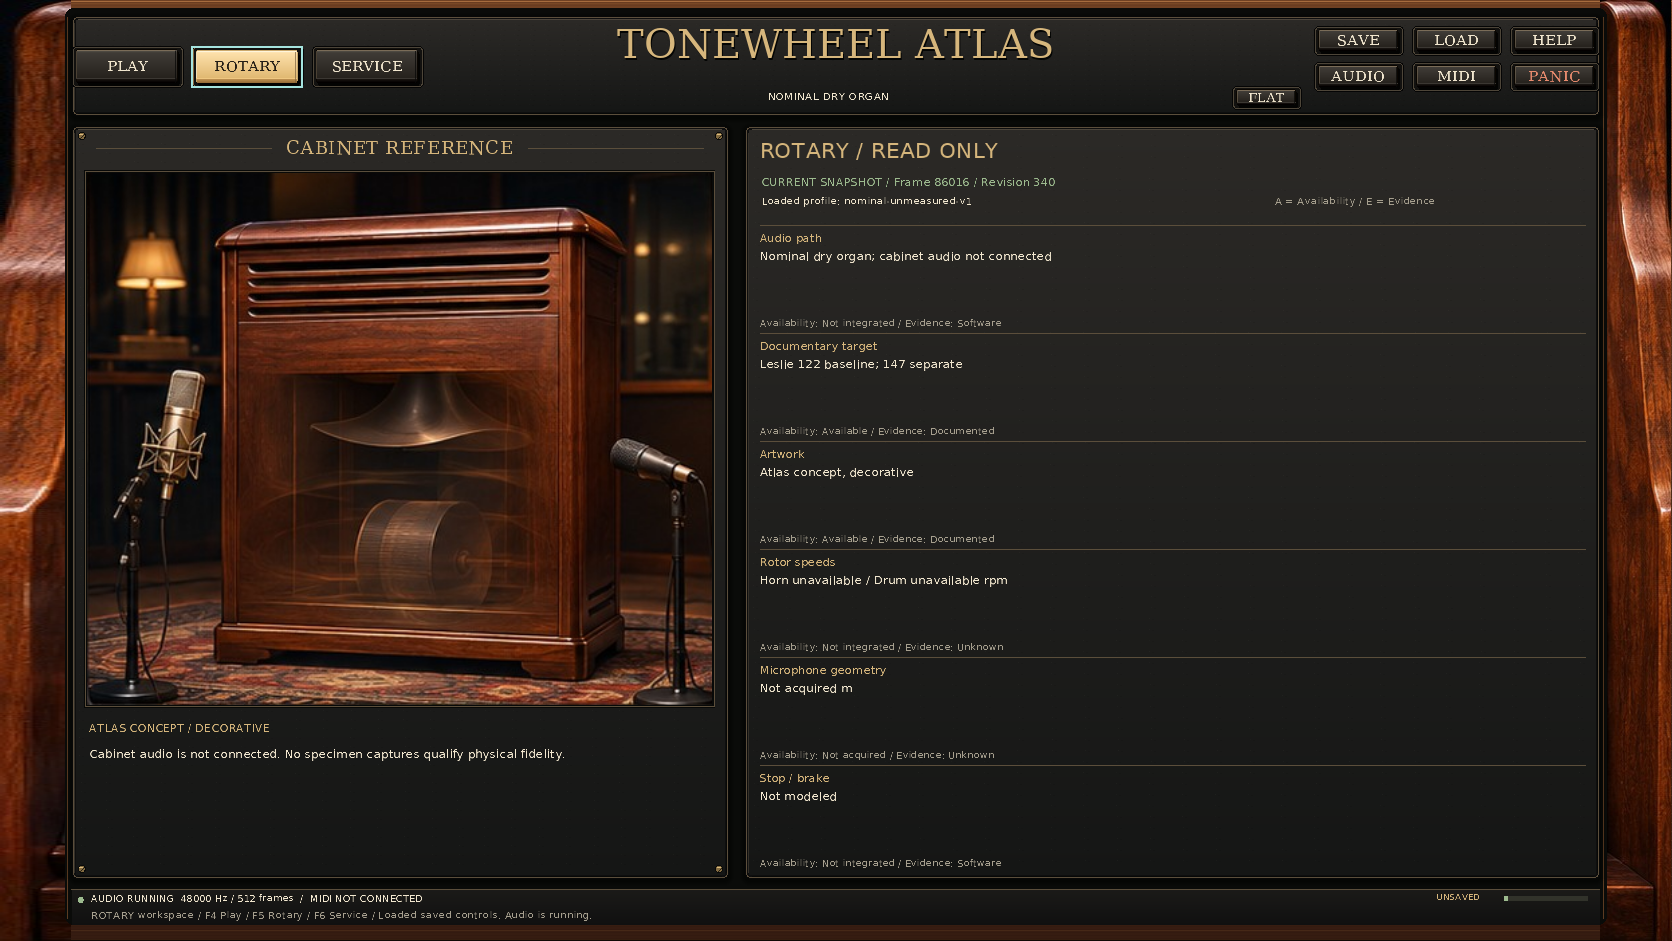 PLAY
ROTARY
SERVICE
TONEWHEEL ATLAS
NOMINAL DRY ORGAN
SAVE
LOAD
HELP
AUDIO
MIDI
PANIC
FLAT
CABINET REFERENCE
ATLAS CONCEPT / DECORATIVE
Cabinet audio is not connected. No specimen captures qualify physical fidelity.
ROTARY / READ ONLY
CURRENT SNAPSHOT / Frame 86016 / Revision 340
Loaded profile: nominal-unmeasured-v1
A = Availability / E = Evidence
Audio path
Nominal dry organ; cabinet audio not connected
Availability: Not integrated / Evidence: Software
Documentary target
Leslie 122 baseline; 147 separate
Availability: Available / Evidence: Documented
Artwork
Atlas concept, decorative
Availability: Available / Evidence: Documented
Rotor speeds
Horn unavailable / Drum unavailable rpm
Availability: Not integrated / Evidence: Unknown
Microphone geometry
Not acquired m
Availability: Not acquired / Evidence: Unknown
Stop / brake
Not modeled
Availability: Not integrated / Evidence: Software
AUDIO RUNNING 48000 Hz / 512 frames / MIDI NOT CONNECTED
UNSAVED
ROTARY workspace / F4 Play / F5 Rotary / F6 Service / Loaded saved controls. Audio is running.